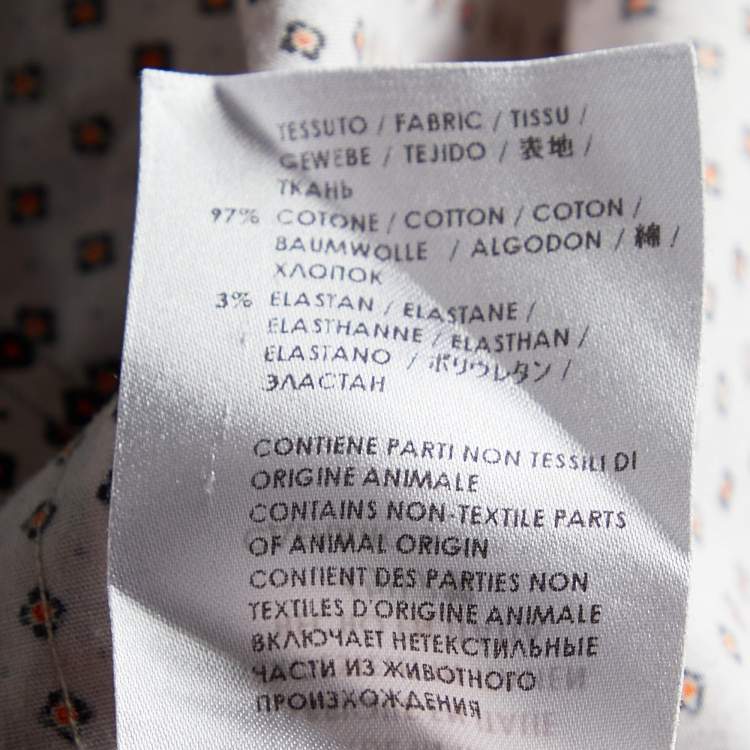 TESSUTO / FABRIC / TISSU /
GEWEBE / TEJIDO / 表地 /
ТКАНЬ
97% COTONE / COTTON / COTON /
BAUMWOLLE / ALGODON / 綿 /
ХЛОПОК
3% ELASTAN / ELASTANE /
ELASTHANNE / ELASTHAN /
ELASTANO / ポリウレタン /
ЭЛАСТАН
CONTIENE PARTI NON TESSILI DI
ORIGINE ANIMALE
CONTAINS NON-TEXTILE PARTS
OF ANIMAL ORIGIN
CONTIENT DES PARTIES NON
TEXTILES D'ORIGINE ANIMALE
ВКЛЮЧАЕТ НЕТЕКСТИЛЬНЫЕ
ЧАСТИ ИЗ ЖИВОТНОГО
ПРОИЗХОЖДЕНИЯ